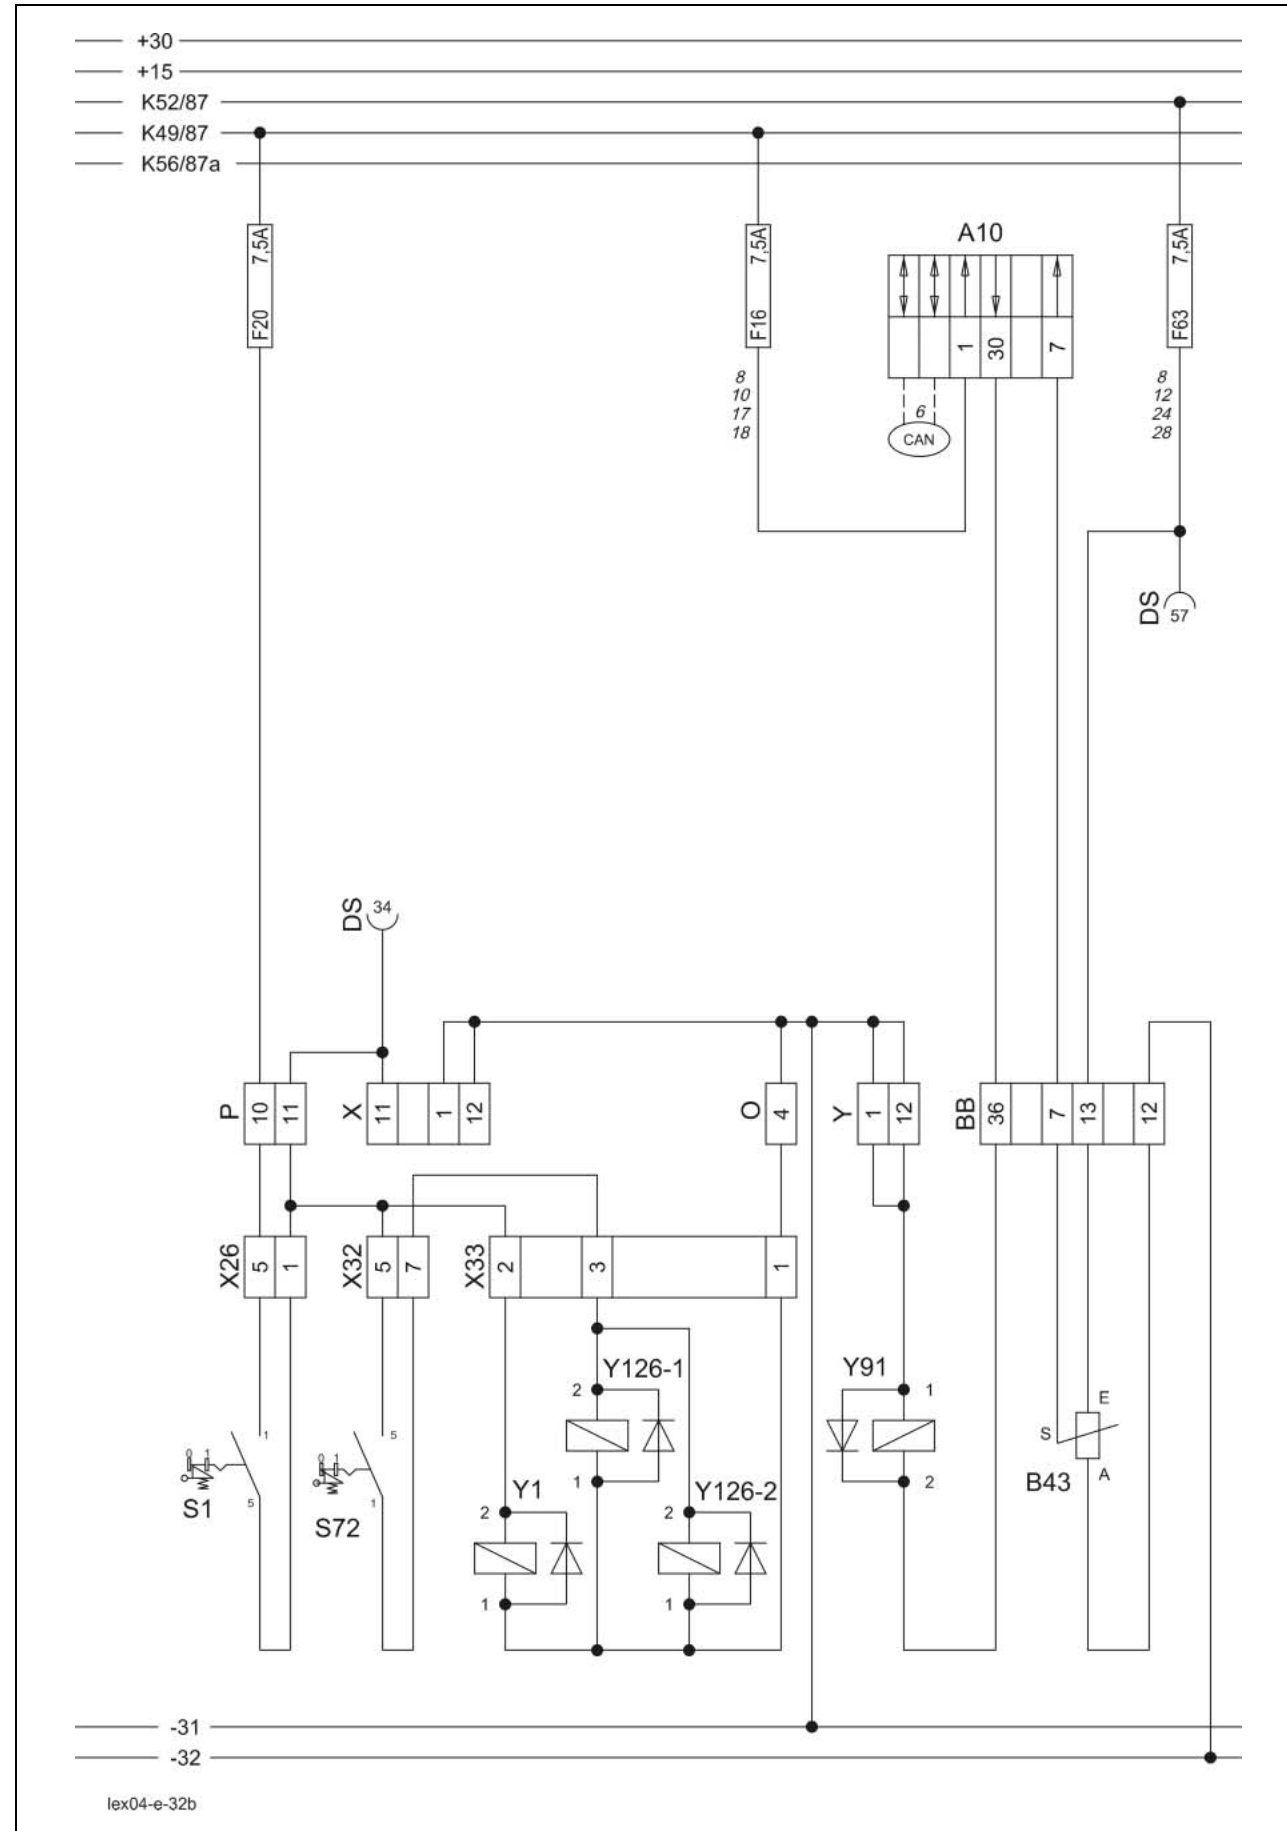 +30
+15
K52/87
K49/87
K56/87a
F20 7,5A
F16 7,5A
A10
F63 7,5A
1 30 7
8
10
17
18
6
CAN
8
12
24
28
DS 57
DS 34
P 10 11
X 11 1 12
O 4
Y 1 12
BB 36 7 13 12
X26 5 1
X32 5 7
X33 2 3 1
Y126-1
2
1
Y91
1
2
E
S
A
B43
0 1
1
5
S1
0 1
5
1
S72
Y1
2
1
Y126-2
2
1
-31
-32
lex04-e-32b